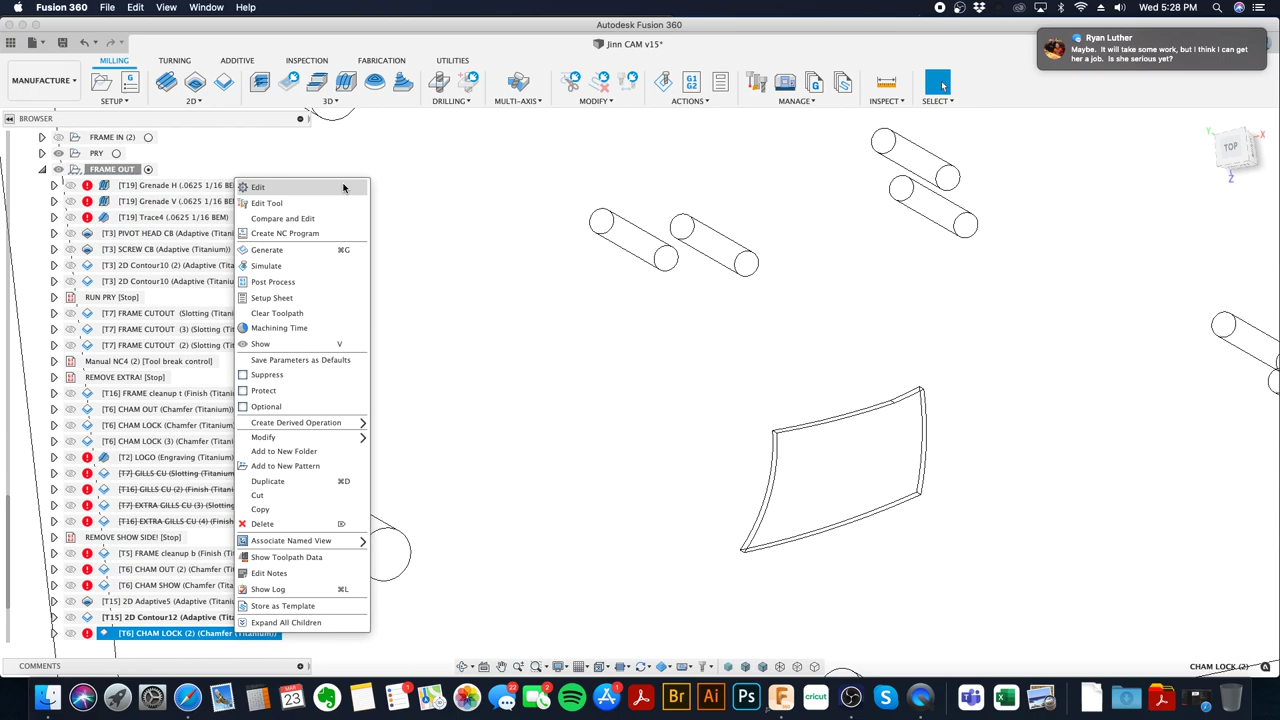 Fusion 360 File Edit View Window Help
Wed 5:28 PM
Autodesk Fusion 360
Jinn CAM v15*
Ryan Luther
Maybe. It will take some work, but I think I can get
her a job. Is she serious yet?
MILLING TURNING ADDITIVE INSPECTION FABRICATION UTILITIES
MANUFACTURE
G1
G2
SETUP 2D 3D DRILLING MULTI-AXIS MODIFY ACTIONS MANAGE INSPECT SELECT
BROWSER
FRAME IN (2)
PRY
FRAME OUT
[T19] Grenade H (.0625 1/16 BE
[T19] Grenade V (.0625 1/16 BE
[T19] Trace4 (.0625 1/16 BEM)
[T3] PIVOT HEAD CB (Adaptive
[T3] SCREW CB (Adaptive (Titanium))
[T3] 2D Contour10 (2) (Adaptive (T
[T3] 2D Contour10 (Adaptive (Titanium
RUN PRY [Stop]
[T7] FRAME CUTOUT (Slotting (Titani
[T7] FRAME CUTOUT (3) (Slotting (Ti
[T7] FRAME CUTOUT (2) (Slotting (Ti
Manual NC4 (2) [Tool break control]
REMOVE EXTRA! [Stop]
[T16] FRAME cleanup t (Finish (Titani
[T6] CHAM OUT (Chamfer (Titanium))
[T6] CHAM LOCK (Chamfer (Titanium
[T6] CHAM LOCK (3) (Chamfer (Titani
[T2] LOGO (Engraving (Titanium
[T7] GILLS CU (Slotting (Titanium
[T16] GILLS CU (2) (Finish (Titani
[T7] EXTRA GILLS CU (3) (Slotting
[T16] EXTRA GILLS CU (4) (Finish
REMOVE SHOW SIDE! [Stop]
[T5] FRAME cleanup b (Finish (Ti
[T6] CHAM OUT (2) (Chamfer (Ti
[T6] CHAM SHOW (Chamfer (Tita
[T15] 2D Adaptive5 (Adaptive (Titaniu
[T15] 2D Contour12 (Adaptive (Tita
[T6] CHAM LOCK (2) (Chamfer (Titanium))
Edit
Edit Tool
Compare and Edit
Create NC Program
Generate ⌘G
Simulate
Post Process
Setup Sheet
Clear Toolpath
Machining Time
Show V
Save Parameters as Defaults
Suppress
Protect
Optional
Create Derived Operation
Modify
Add to New Folder
Add to New Pattern
Duplicate ⌘D
Cut
Copy
Delete
Associate Named View
Show Toolpath Data
Edit Notes
Show Log ⌘L
Store as Template
Expand All Children
TOP
X
Y
Z
COMMENTS
CHAM LOCK (2)
23
22
2
1
1
Br Ai Ps
cricut